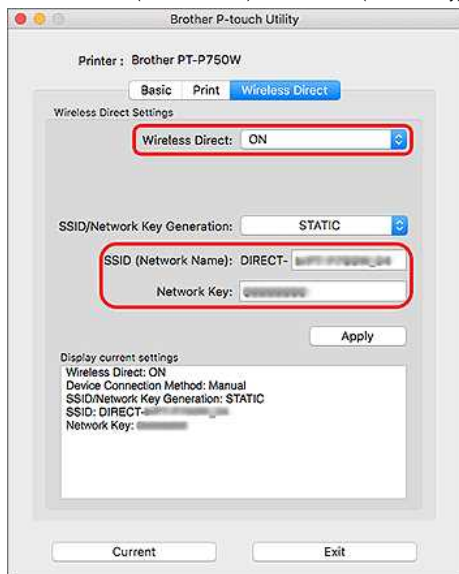 Brother P-touch Utility
Printer : Brother PT-P750W
Basic Print Wireless Direct
Wireless Direct Settings
Wireless Direct: ON
SSID/Network Key Generation: STATIC
SSID (Network Name): DIRECT-
Network Key:
Apply
Display current settings
Wireless Direct: ON
Device Connection Method: Manual
SSID/Network Key Generation: STATIC
SSID: DIRECT-
Network Key:
Current Exit